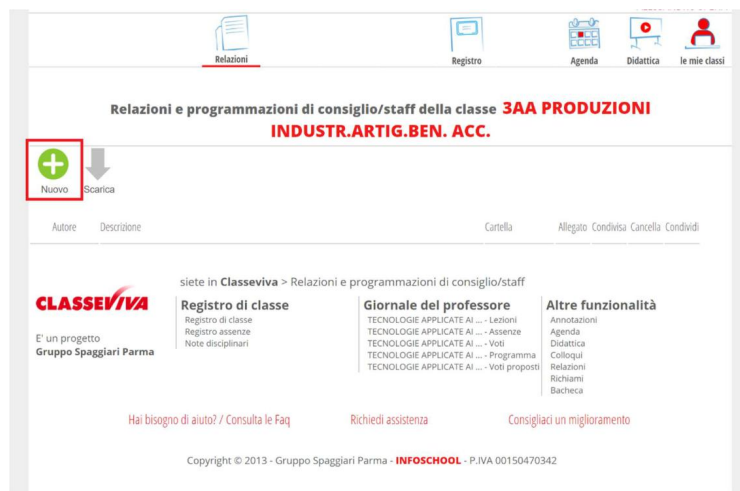 Relazioni
Registro
Agenda
Didattica
le mie classi
Relazioni e programmazioni di consiglio/staff della classe 3AA PRODUZIONI
INDUSTR.ARTIG.BEN. ACC.
Nuovo
Scarica
Autore
Descrizione
Cartella
Allegato
Condivisa
Cancella
Condividi
siete in Classeviva > Relazioni e programmazioni di consiglio/staff
CLASSEVIVA
E' un progetto
Gruppo Spaggiari Parma
Registro di classe
Registro di classe
Registro assenze
Note disciplinari
Giornale del professore
TECNOLOGIE APPLICATE AI ... - Lezioni
TECNOLOGIE APPLICATE AI ... - Assenze
TECNOLOGIE APPLICATE AI ... - Voti
TECNOLOGIE APPLICATE AI ... - Programma
TECNOLOGIE APPLICATE AI ... - Voti proposti
Altre funzionalità
Annotazioni
Agenda
Didattica
Colloqui
Relazioni
Richiami
Bacheca
Hai bisogno di aiuto? / Consulta le Faq
Richiedi assistenza
Consigliaci un miglioramento
Copyright © 2013 - Gruppo Spaggiari Parma - INFOSCHOOL - P.IVA 00150470342